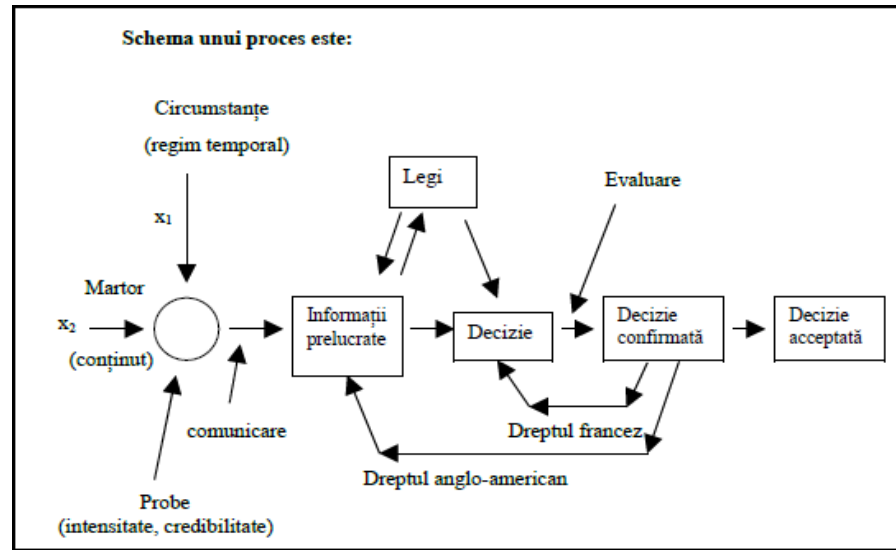 Schema unui proces este:
Circumstanțe
(regim temporal)
Legi
Evaluare
x1
Martor
x2
(conținut)
Informații
prelucrate
Decizie
Decizie
confirmată
Decizie
acceptată
comunicare
Dreptul francez
Dreptul anglo-american
Probe
(intensitate, credibilitate)